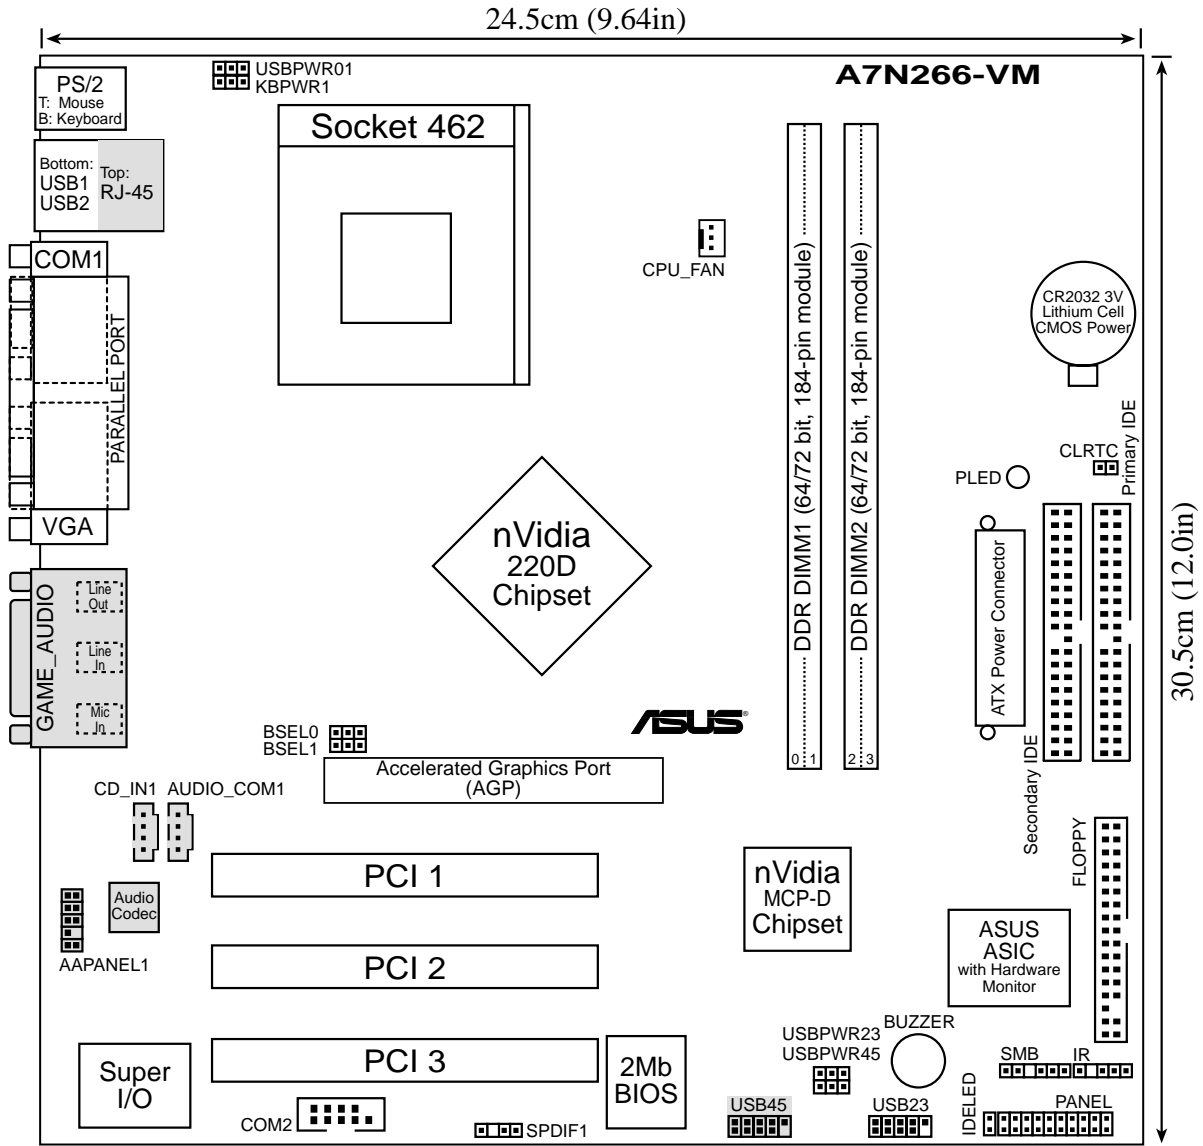 24.5cm (9.64in)
A7N266-VM
PS/2
T: Mouse
B: Keyboard
USBPWR01
KBPWR1
Socket 462
Bottom:
USB1
USB2
Top:
RJ-45
COM1
PARALLEL PORT
VGA
CPU_FAN
DDR DIMM1 (64/72 bit, 184-pin module)
DDR DIMM2 (64/72 bit, 184-pin module)
0 1
2 3
CR2032 3V
Lithium Cell
CMOS Power
CLRTC
Primary IDE
PLED
30.5cm (12.0in)
nVidia
220D
Chipset
ATX Power Connector
Secondary IDE
GAME_AUDIO
Line
Out
Line
In
Mic
In
BSEL0
BSEL1
ASUS®
Accelerated Graphics Port
(AGP)
CD_IN1
AUDIO_COM1
FLOPPY
PCI 1
nVidia
MCP-D
Chipset
Audio
Codec
AAPANEL1
PCI 2
ASUS
ASIC
with Hardware
Monitor
USBPWR23
USBPWR45
BUZZER
Super
I/O
PCI 3
2Mb
BIOS
SMB
IR
COM2
SPDIF1
USB45
USB23
IDELED
PANEL